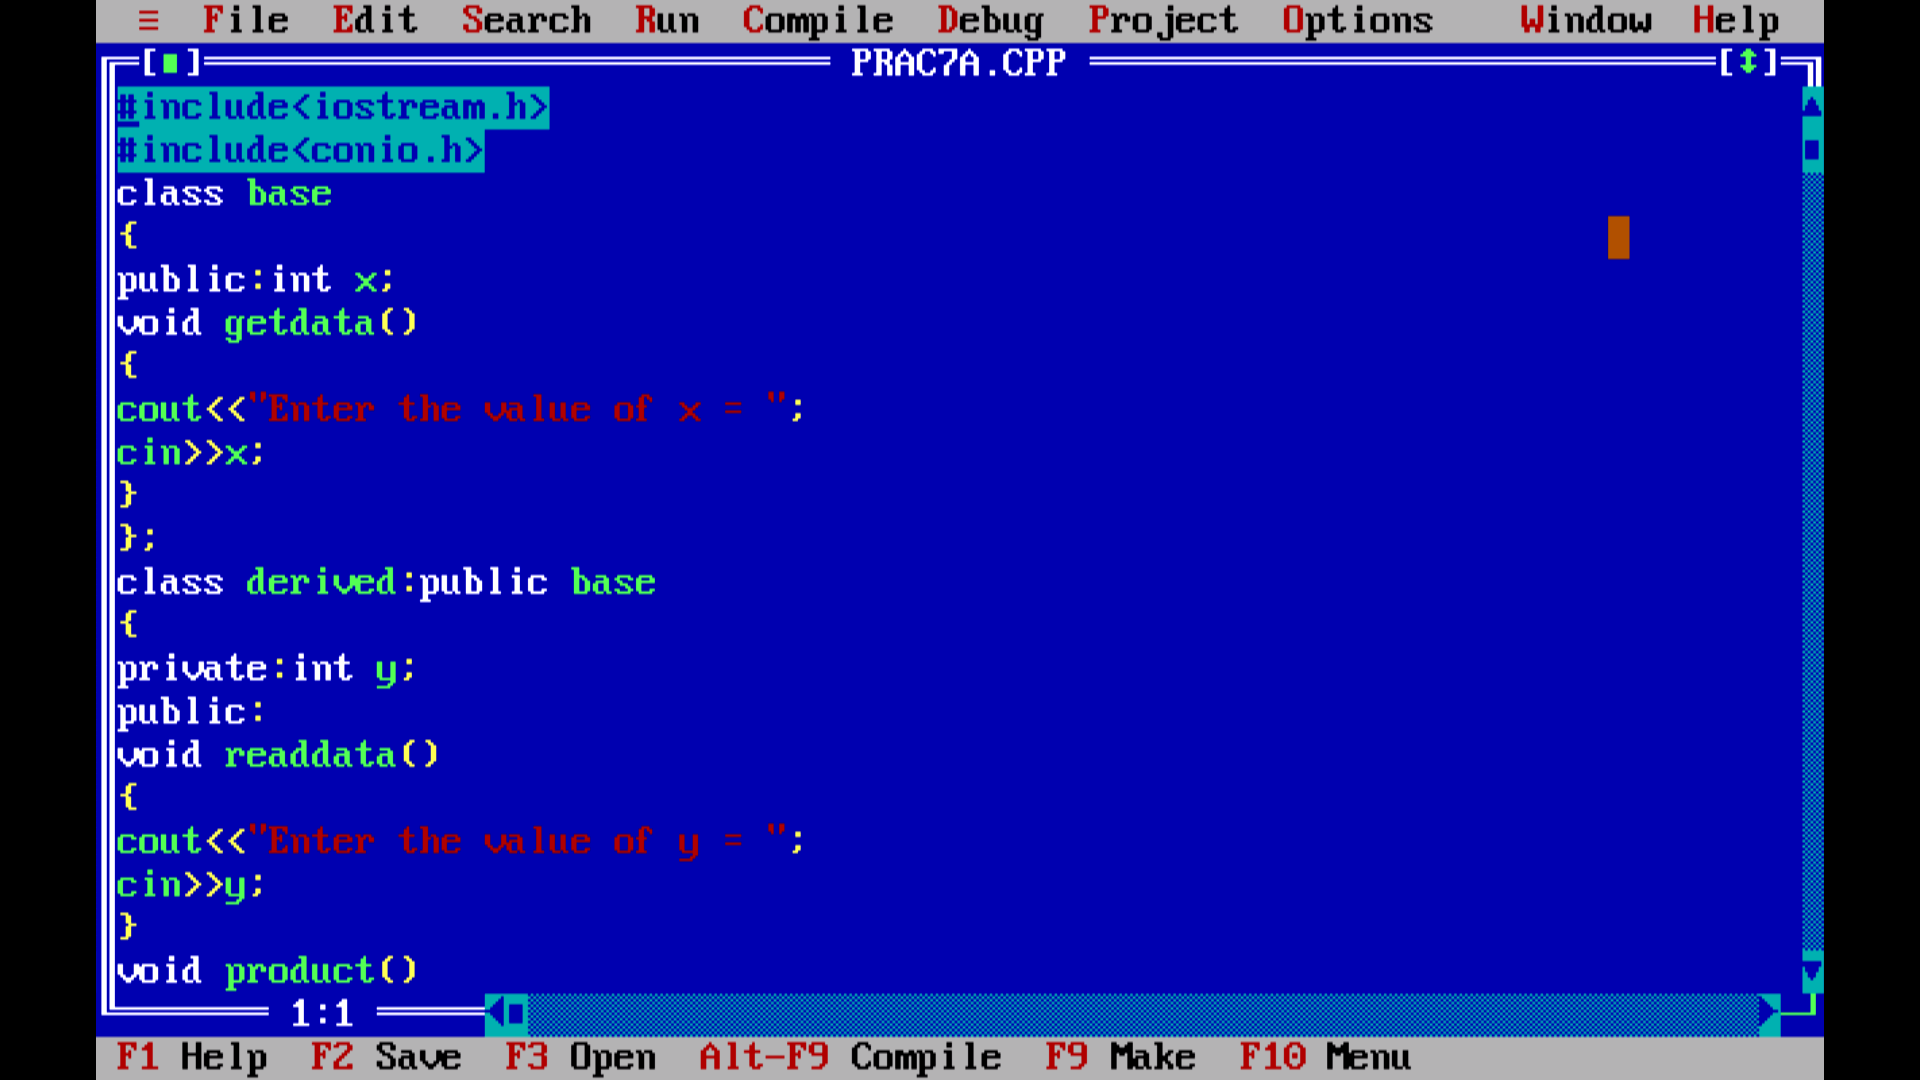 ≡ File Edit Search Run Compile Debug Project Options Window Help
[■] PRAC7A.CPP [↕]
#include<iostream.h>
#include<conio.h>
class base
{
public:int x;
void getdata()
{
cout<<"Enter the value of x = ";
cin>>x;
}
};
class derived:public base
{
private:int y;
public:
void readdata()
{
cout<<"Enter the value of y = ";
cin>>y;
}
void product()
1:1
F1 Help F2 Save F3 Open Alt-F9 Compile F9 Make F10 Menu